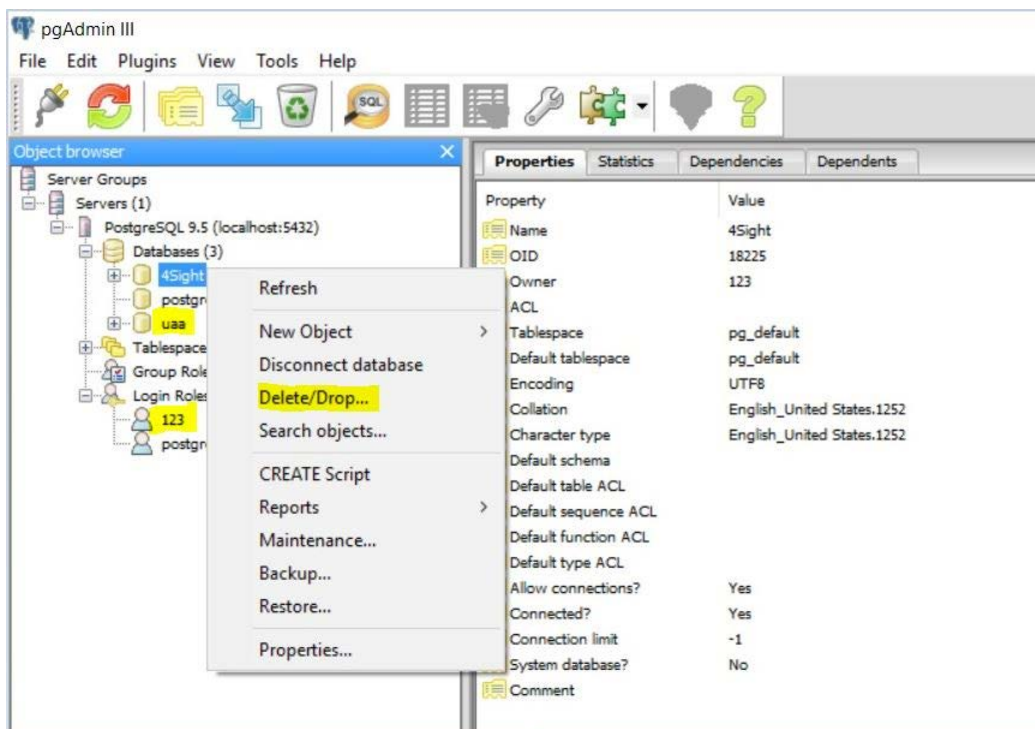 pgAdmin III
File Edit Plugins View Tools Help
SQL
Object browser
Server Groups
Servers (1)
PostgreSQL 9.5 (localhost:5432)
Databases (3)
4Sight
postgr
uaa
Tablespace
Group Role
Login Roles
123
postgr
Refresh
New Object
Disconnect database
Delete/Drop...
Search objects...
CREATE Script
Reports
Maintenance...
Backup...
Restore...
Properties...
Properties Statistics Dependencies Dependents
Property Value
Name 4Sight
OID 18225
Owner 123
ACL
Tablespace pg_default
Default tablespace pg_default
Encoding UTF8
Collation English_United States.1252
Character type English_United States.1252
Default schema
Default table ACL
Default sequence ACL
Default function ACL
Default type ACL
Allow connections? Yes
Connected? Yes
Connection limit -1
System database? No
Comment